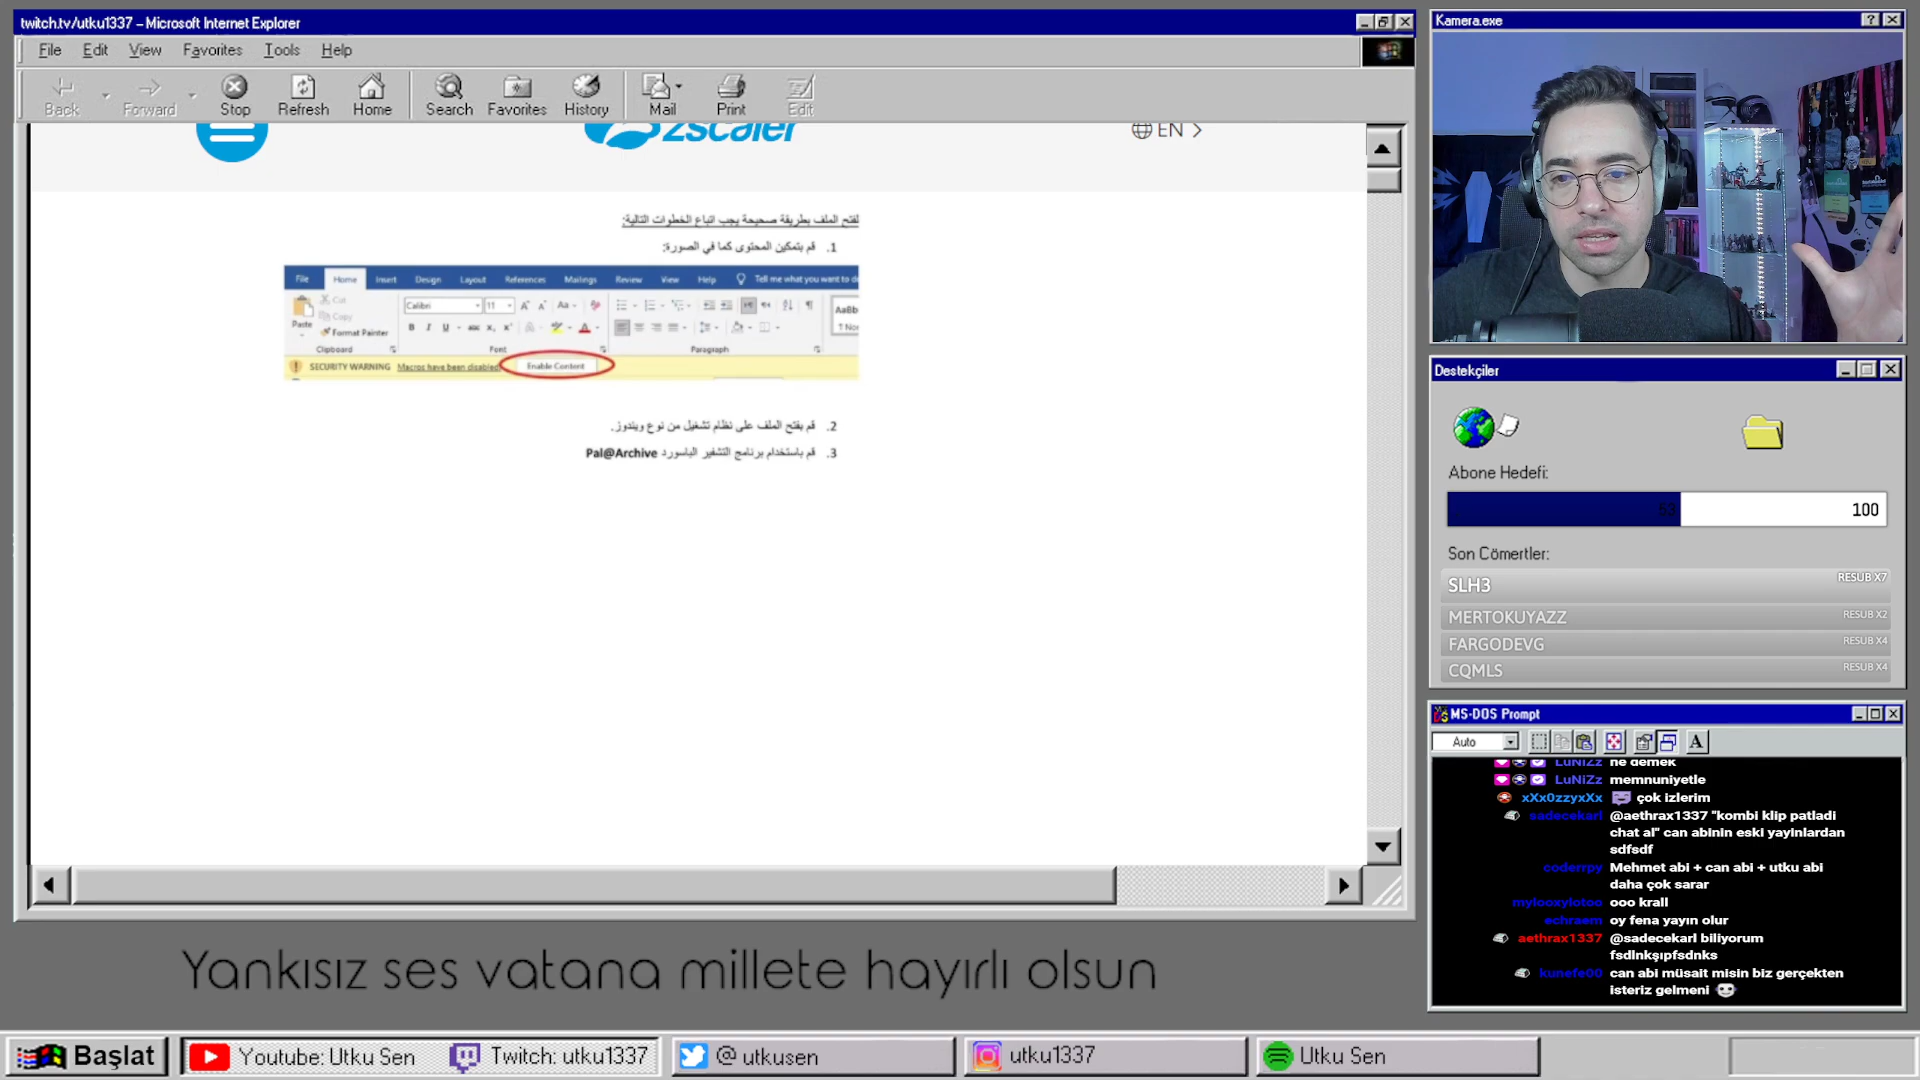 twitch.tv/utku1337 – Microsoft Internet Explorer
File Edit View Favorites Tools Help
Back Forward Stop Refresh Home Search Favorites History Mail Print Edit
zscaler
EN
لفتح الملف بطريقة صحيحة يجب اتباع الخطوات التالية:
1. قم بتمكين المحتوى كما في الصورة:
File Home Insert Design Layout References Mailings Review View Help Tell me what you want to do
Cut
Copy
Paste
Format Painter
Calibri 11
Clipboard Font Paragraph
SECURITY WARNING Macros have been disabled Enable Content
2. قم بفتح الملف على نظام تشغيل من نوع ويندوز.
3. قم باستخدام برنامج التشفير الباسورد Pal@Archive
Yankısız ses vatana millete hayırlı olsun
Kamera.exe
Destekçiler
Abone Hedefi:
53 100
Son Cömertler:
SLH3 RESUB X7
MERTOKUYAZZ RESUB X2
FARGODEVG RESUB X4
CQMLS RESUB X4
MS-DOS Prompt
Auto
LuNiZz ne demek
LuNiZz memnuniyetle
xXx0zzyxXx çok izlerim
sadecekarl @aethrax1337 "kombi klip patladi
chat al" can abinin eski yayinlardan
sdfsdf
coderrpy Mehmet abi + can abi + utku abi
daha çok sarar
mylooxylotoo ooo krall
echraem oy fena yayın olur
aethrax1337 @sadecekarl biliyorum
fsdlnkşıpfsdnks
kunefe00 can abi müsait misin biz gerçekten
isteriz gelmeni
Başlat Youtube: Utku Sen Twitch: utku1337 @utkusen utku1337 Utku Sen